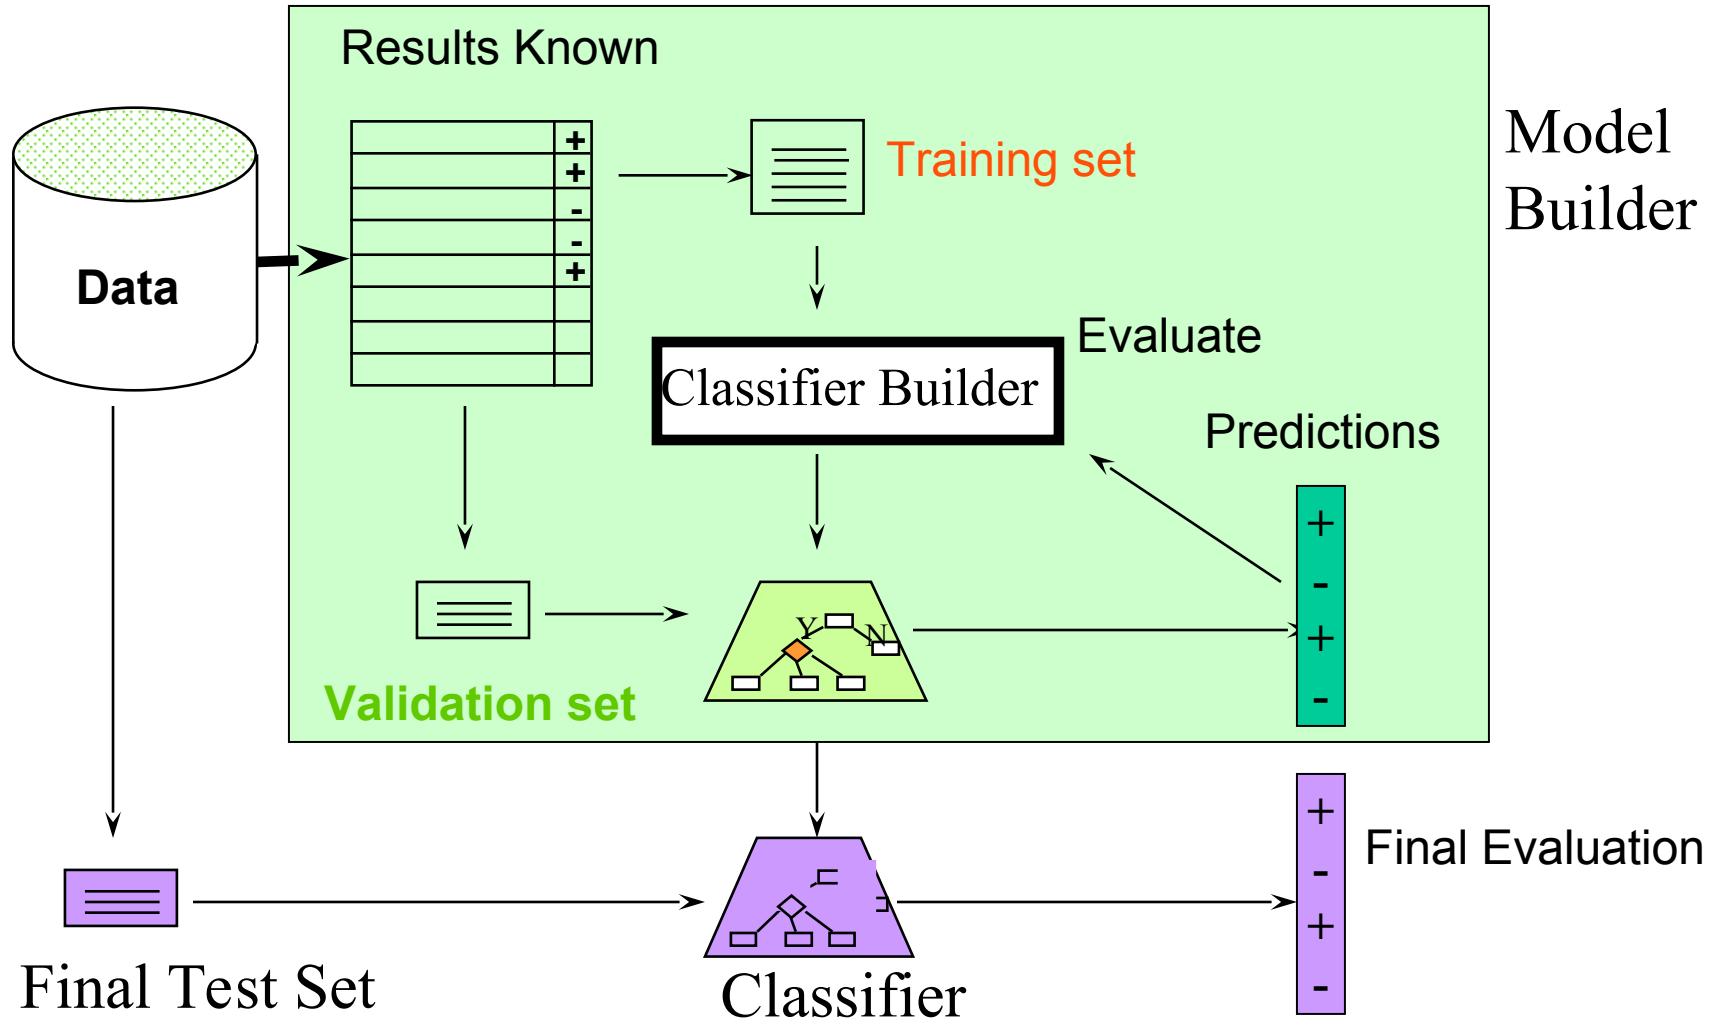 Results Known
+
+
-
-
+
Training set
Model
Builder
Data
Evaluate
Classifier Builder
Predictions
+
-
+
-
Y
N
Validation set
+
-
+
-
Final Evaluation
Final Test Set
Classifier